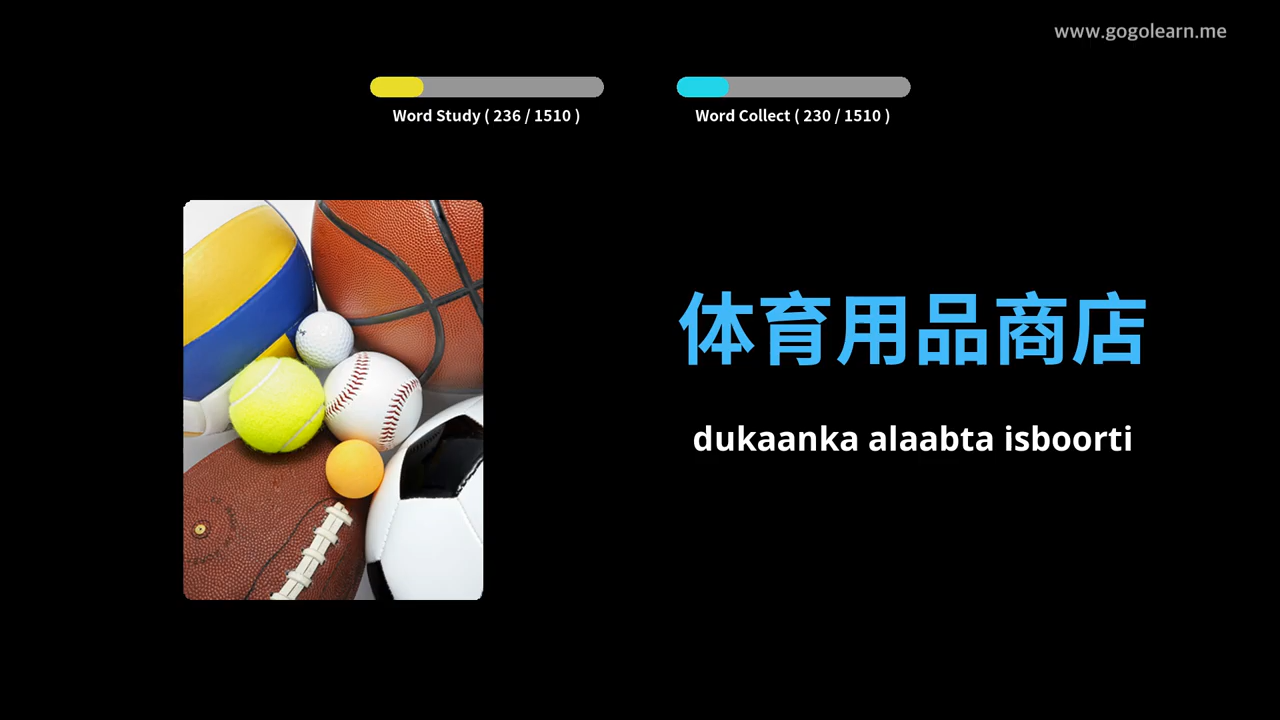 www.gogolearn.me
Word Study ( 236 / 1510 )
Word Collect ( 230 / 1510 )
体育用品商店
dukaanka alaabta isboorti